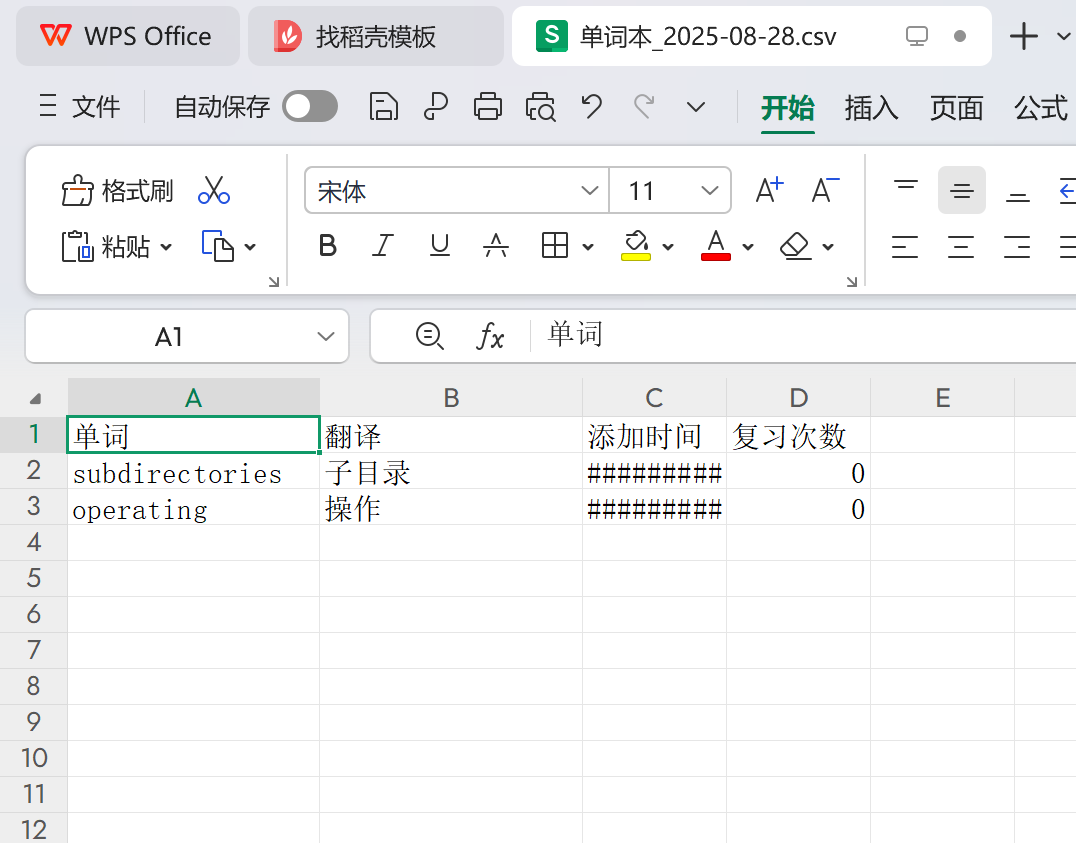 WPS Office 找稻壳模板 S 单词本_2025-08-28.csv
文件 自动保存 开始 插入 页面 公式
格式刷 宋体 11 A+ A-
粘贴 B I U A A
A1 fx 单词
A B C D E
1 单词 翻译 添加时间 复习次数
2 subdirectories 子目录 ######### 0
3 operating 操作 ######### 0
4
5
6
7
8
9
10
11
12